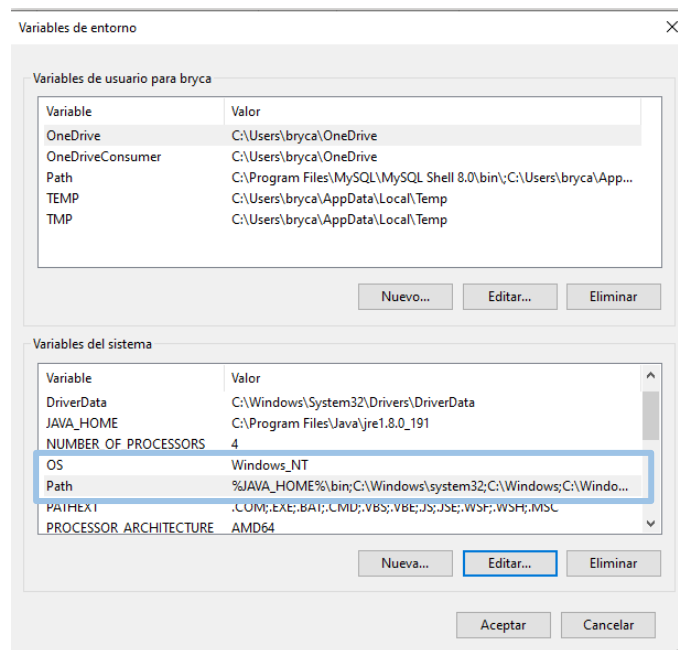 Variables de entorno
Variables de usuario para bryca
Variable Valor
OneDrive C:\Users\bryca\OneDrive
OneDriveConsumer C:\Users\bryca\OneDrive
Path C:\Program Files\MySQL\MySQL Shell 8.0\bin\;C:\Users\bryca\App...
TEMP C:\Users\bryca\AppData\Local\Temp
TMP C:\Users\bryca\AppData\Local\Temp
Nuevo... Editar... Eliminar
Variables del sistema
Variable Valor
DriverData C:\Windows\System32\Drivers\DriverData
JAVA_HOME C:\Program Files\Java\jre1.8.0_191
NUMBER_OF_PROCESSORS 4
OS Windows_NT
Path %JAVA_HOME%\bin;C:\Windows\system32;C:\Windows;C:\Windo...
PATHEXT .COM;.EXE;.BAT;.CMD;.VBS;.VBE;.JS;.JSE;.WSF;.WSH;.MSC
PROCESSOR_ARCHITECTURE AMD64
Nueva... Editar... Eliminar
Aceptar Cancelar